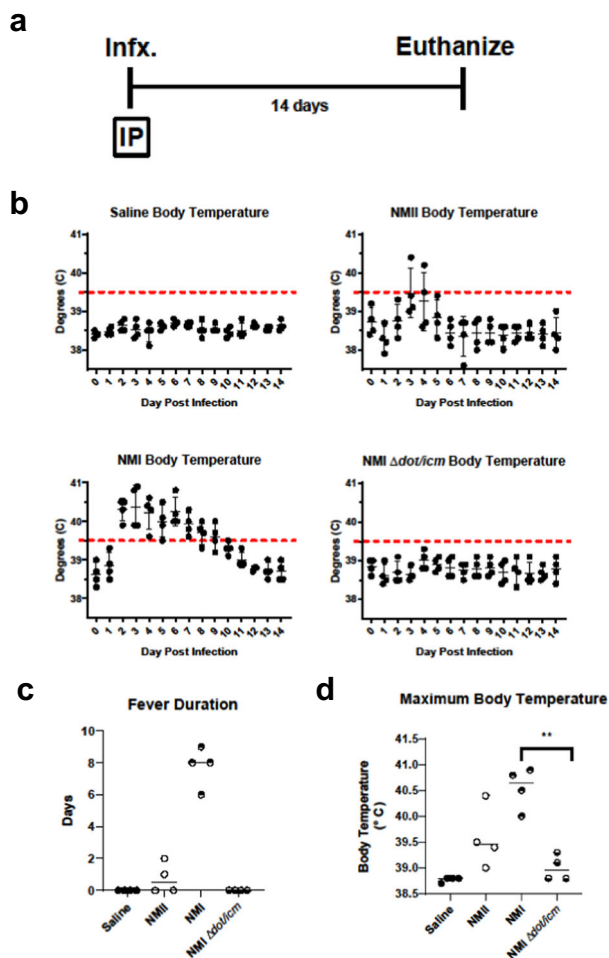 a
Infx.
Euthanize
14 days
IP
b
Saline Body Temperature
41
40
39
38
Degrees (C)
0 1 2 3 4 5 6 7 8 9 10 11 12 13 14
Day Post Infection
NMII Body Temperature
41
40
39
38
Degrees (C)
0 1 2 3 4 5 6 7 8 9 10 11 12 13 14
Day Post Infection
NMI Body Temperature
41
40
39
38
Degrees (C)
0 1 2 3 4 5 6 7 8 9 10 11 12 13 14
Day Post Infection
NMI Δdot/icm Body Temperature
41
40
39
38
Degrees (C)
0 1 2 3 4 5 6 7 8 9 10 11 12 13 14
Day Post Infection
c
Fever Duration
10
8
6
4
2
0
Days
Saline NMII NMI NMI Δdot/icm
d
Maximum Body Temperature
**
41.5
41.0
40.5
40.0
39.5
39.0
38.5
Body Temperature
(° C)
Saline NMII NMI NMI Δdot/icm